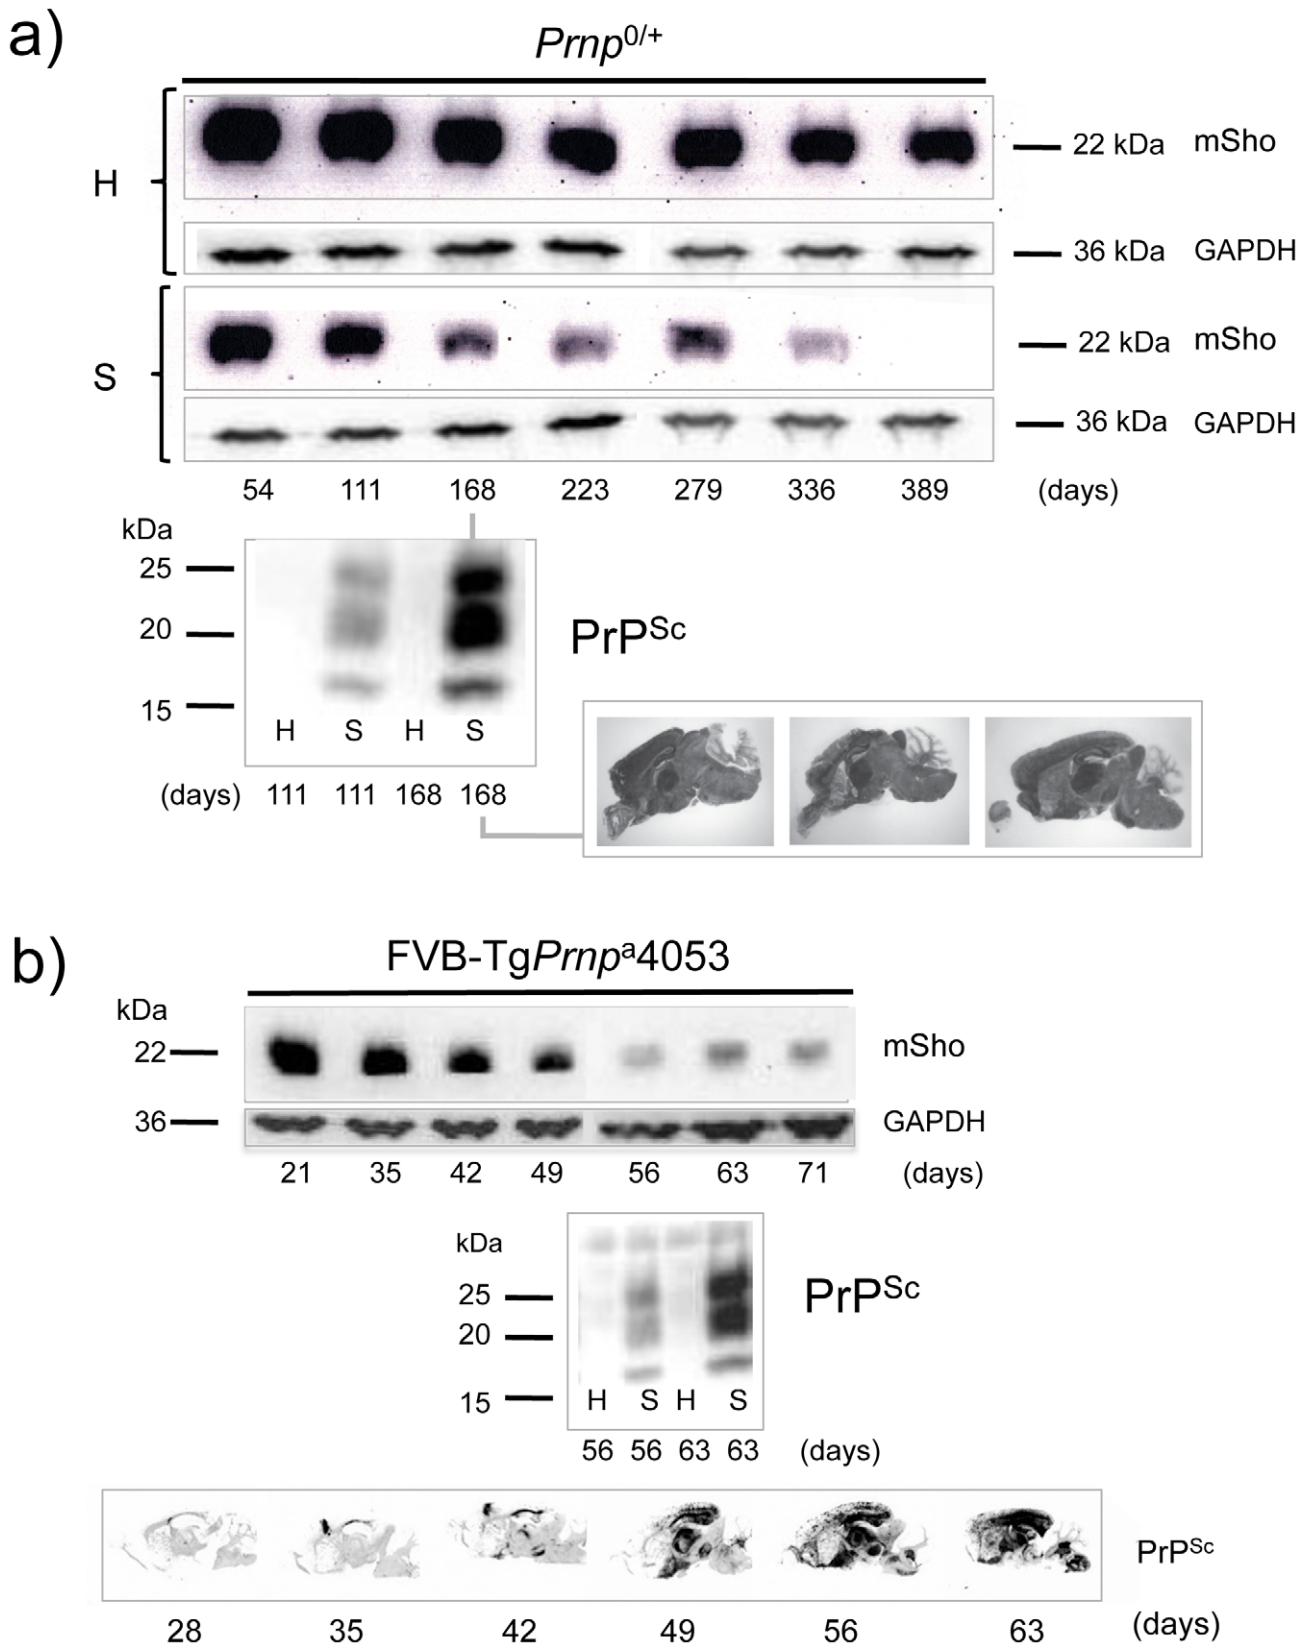 a)
Prnp0/+
H
22 kDa mSho
36 kDa GAPDH
S
22 kDa mSho
36 kDa GAPDH
54 111 168 223 279 336 389 (days)
kDa
25
20
15
PrPSc
H S H S
(days) 111 111 168 168
b)
FVB-TgPrnpa4053
kDa
22 mSho
36 GAPDH
21 35 42 49 56 63 71 (days)
kDa
25
20
15
PrPSc
H S H S
56 56 63 63 (days)
PrPSc
28 35 42 49 56 63 (days)